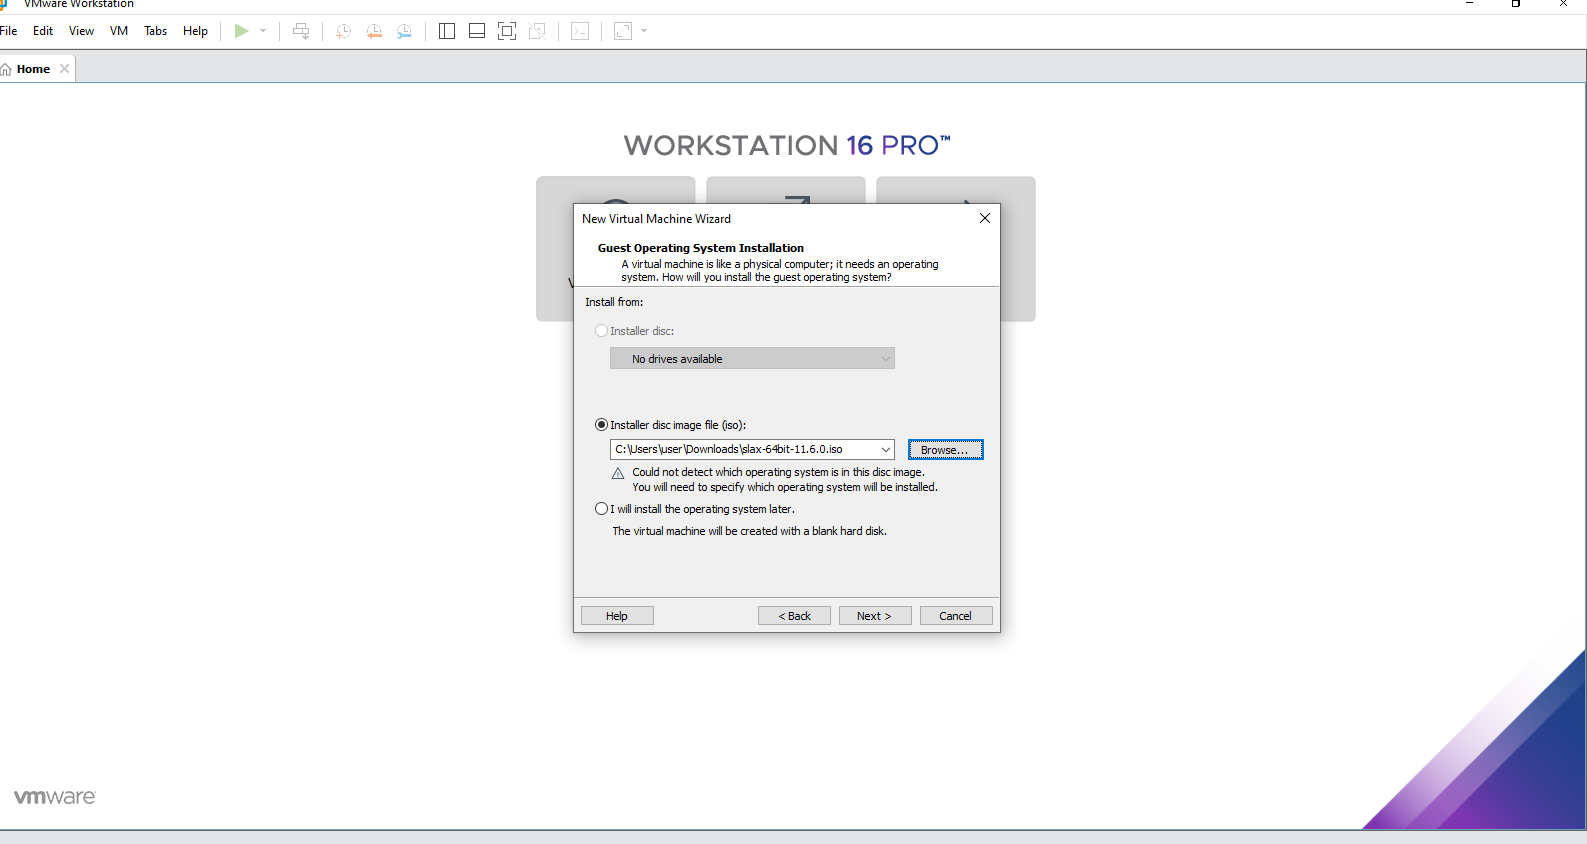 VMware Workstation
File Edit View VM Tabs Help
Home
WORKSTATION 16 PRO™
New Virtual Machine Wizard
Guest Operating System Installation
A virtual machine is like a physical computer; it needs an operating
system. How will you install the guest operating system?
Install from:
Installer disc:
No drives available
Installer disc image file (iso):
C:\Users\user\Downloads\slax-64bit-11.6.0.iso
Browse...
Could not detect which operating system is in this disc image.
You will need to specify which operating system will be installed.
I will install the operating system later.
The virtual machine will be created with a blank hard disk.
Help < Back Next > Cancel
vmware